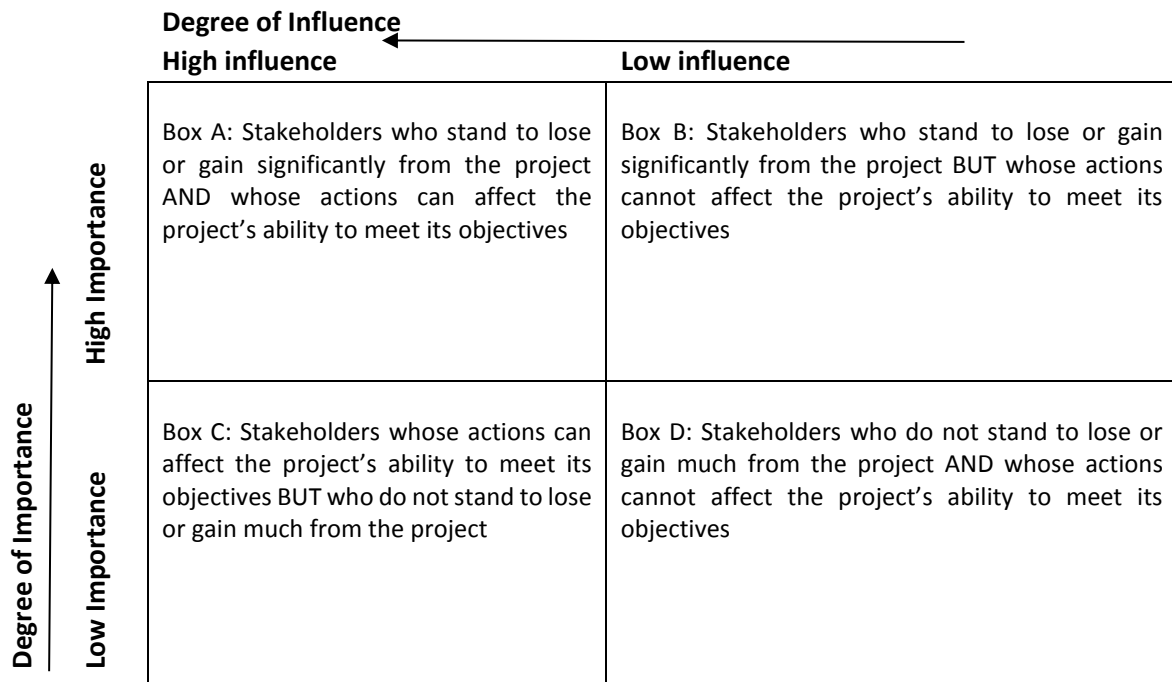 Degree of Influence
High influence
Low influence
High Importance
Box A: Stakeholders who stand to lose
or gain significantly from the project
AND whose actions can affect the
project’s ability to meet its objectives
Box B: Stakeholders who stand to lose or gain
significantly from the project BUT whose actions
cannot affect the project’s ability to meet its
objectives
Degree of Importance
Low Importance
Box C: Stakeholders whose actions can
affect the project’s ability to meet its
objectives BUT who do not stand to lose
or gain much from the project
Box D: Stakeholders who do not stand to lose or
gain much from the project AND whose actions
cannot affect the project’s ability to meet its
objectives